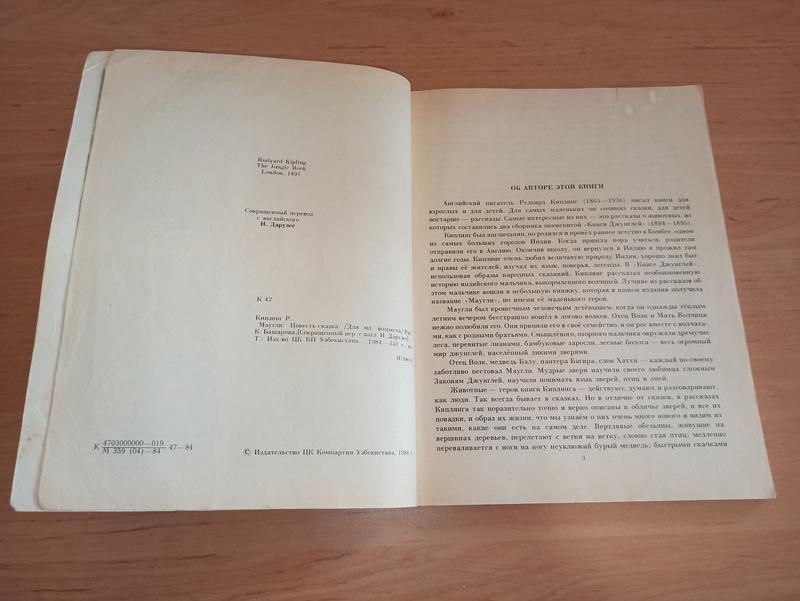 Rudyard Kipling
The Jungle Book
London, 1897
Сокращенный перевод
с английского
Н. Дарузес
К 42
Киплинг Р.
Маугли: Повесть-сказка /Для мл. возраста/
К. Башарова; [Сокращенный пер. с англ. Н. Дарузес].
Т.: Изд-во ЦК КП Узбекистана. 1984.—152 с.,
К 4703000000—019
М 359 (04)—84 47—84
© Издательство ЦК Компартии Узбекистана, 1984 г.
ОБ АВТОРЕ ЭТОЙ КНИГИ
Английский писатель Редьярд Киплинг (1865—1936) писал книги для
взрослых и для детей. Для самых маленьких он сочинял сказки, для детей
постарше — рассказы. Самые интересные из них — это рассказы о животных, из
которых составились два сборника знаменитой «Книги Джунглей» (1894—1895).
Киплинг был англичанин, но родился и провёл раннее детство в Бомбее, одном
из самых больших городов Индии. Когда пришла пора учиться, родители
отправили его в Англию. Окончив школу, он вернулся в Индию и прожил там
долгие годы. Киплинг очень любил величавую природу Индии, хорошо знал быт
и нравы её жителей, изучал их язык, поверья, легенды. В «Книге Джунглей»,
использовав образы народных сказаний, Киплинг рассказал необыкновенную
историю индийского мальчика, выкормленного волчицей. Лучшие из рассказов об
этом мальчике вошли в небольшую книжку, которая в нашем издании получила
название «Маугли», по имени её маленького героя.
Маугли был крошечным человеческим детёнышем, когда он однажды тёплым
летним вечером бесстрашно вошёл в логово волков. Отец Волк и Мать Волчица
нежно полюбили его. Они приняли его в своё семейство, и он рос вместе с волчата-
ми, как с родными братьями. Смышлёного, озорного мальчика окружали дремучие
леса, перевитые лианами, бамбуковые заросли, лесные болота — весь огромный
мир джунглей, населённый дикими зверями.
Отец Волк, медведь Балу, пантера Багира, слон Хатхи — каждый по-своему
заботливо пестовал Маугли. Мудрые звери научили своего любимца сложным
Законам Джунглей, научили понимать язык зверей, птиц и змей.
Животные — герои книги Киплинга — действуют, думают и разговаривают,
как люди. Так всегда бывает в сказках. Но в отличие от сказки, в рассказах
Киплинга так поразительно точно и верно описаны и обличье зверей, и все их
повадки, и образ их жизни, что мы узнаём о них очень много нового и видим их
такими, какие они есть на самом деле. Вертлявые обезьяны, живущие на
вершинах деревьев, перелетают с ветки на ветку, словно стая птиц; медленно
переваливается с ноги на ногу неуклюжий бурый медведь; быстрыми скачками
3